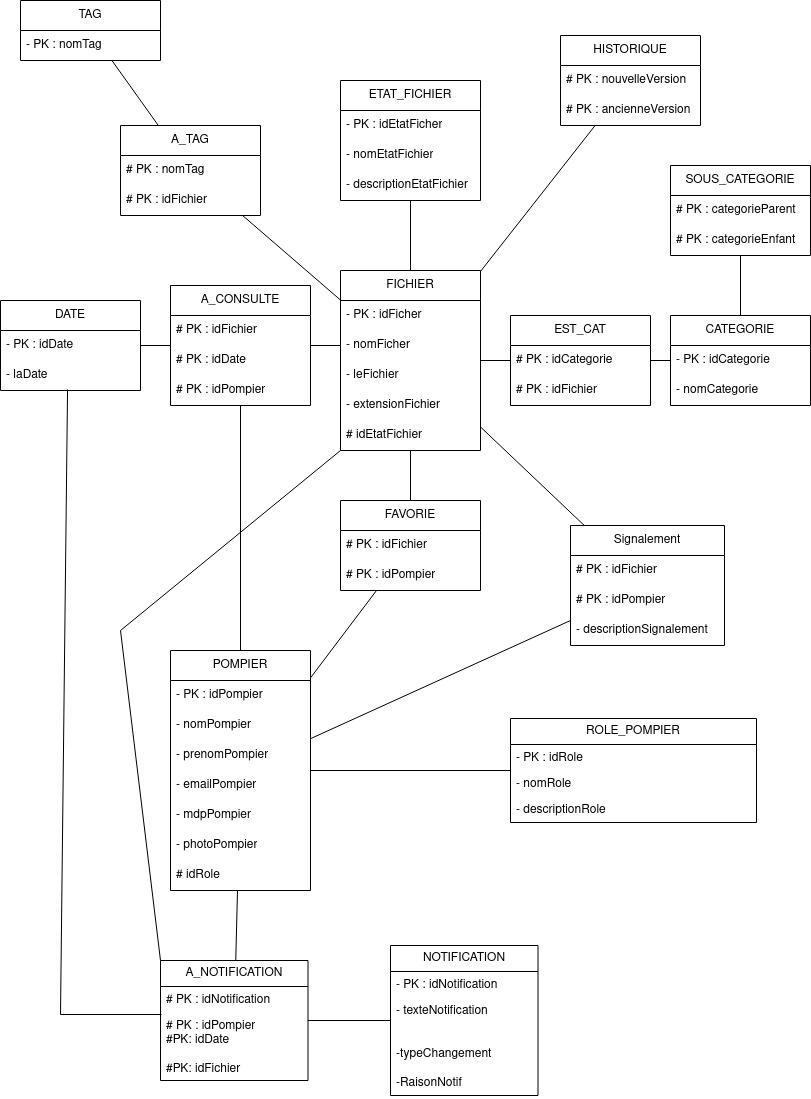 TAG
- PK : nomTag
HISTORIQUE
# PK : nouvelleVersion
# PK : ancienneVersion
ETAT_FICHIER
- PK : idEtatFicher
- nomEtatFichier
- descriptionEtatFichier
A_TAG
# PK : nomTag
# PK : idFichier
SOUS_CATEGORIE
# PK : categorieParent
# PK : categorieEnfant
DATE
- PK : idDate
- laDate
A_CONSULTE
# PK : idFichier
# PK : idDate
# PK : idPompier
FICHIER
- PK : idFicher
- nomFicher
- leFichier
- extensionFichier
# idEtatFichier
EST_CAT
# PK : idCategorie
# PK : idFichier
CATEGORIE
- PK : idCategorie
- nomCategorie
FAVORIE
# PK : idFichier
# PK : idPompier
Signalement
# PK : idFichier
# PK : idPompier
- descriptionSignalement
POMPIER
- PK : idPompier
- nomPompier
- prenomPompier
- emailPompier
- mdpPompier
- photoPompier
# idRole
ROLE_POMPIER
- PK : idRole
- nomRole
- descriptionRole
A_NOTIFICATION
# PK : idNotification
# PK : idPompier
#PK: idDate
#PK: idFichier
NOTIFICATION
- PK : idNotification
- texteNotification
-typeChangement
-RaisonNotif